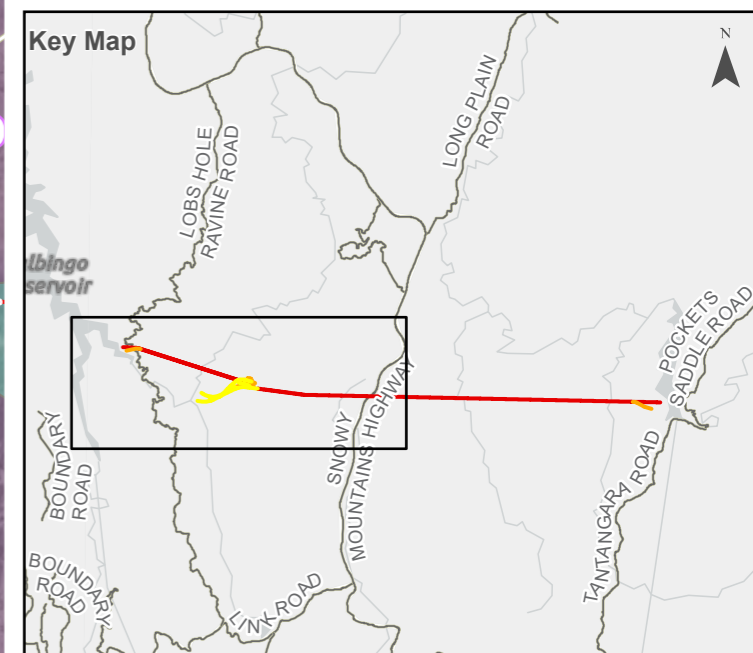 Key Map
N
LONG PLAIN
ROAD
LOBS HOLE
RAVINE ROAD
lbingo
servoir
POCKETS
SADDLE ROAD
SNOWY
MOUNTAINS HIGHWAY
BOUNDARY
ROAD
TANTANGARA ROAD
BOUNDARY
ROAD
LINK ROAD